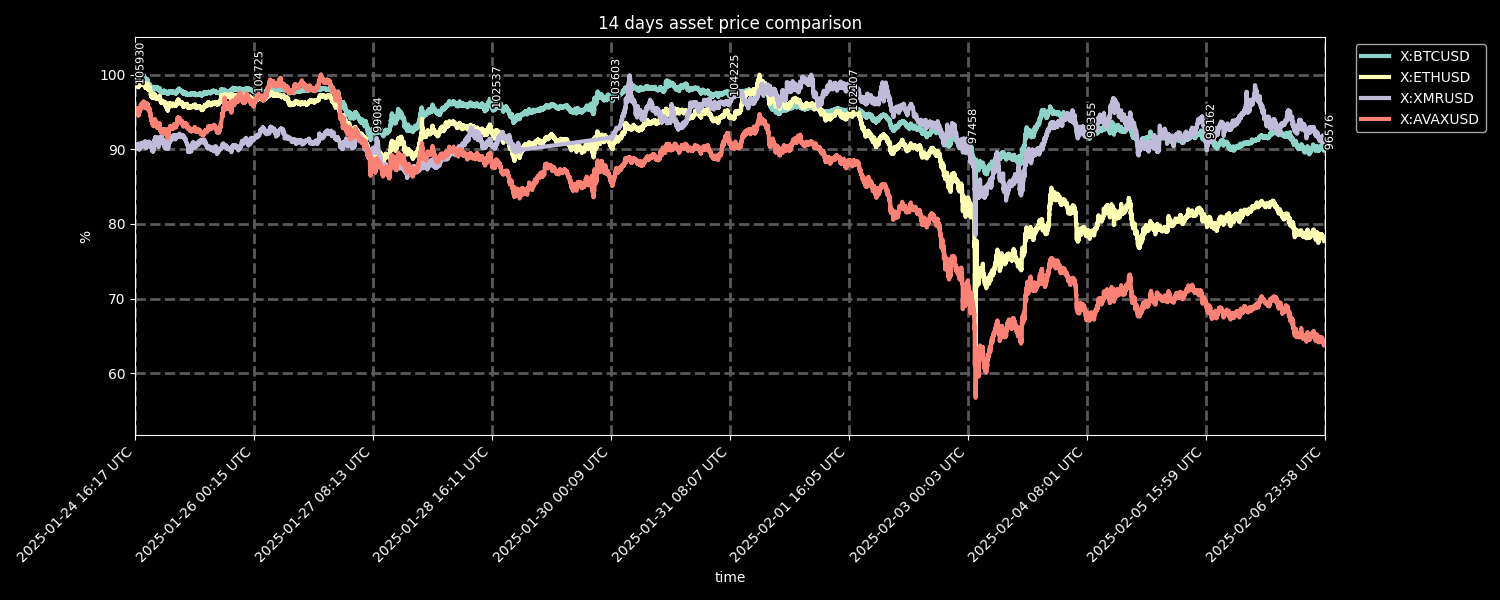 14 days asset price comparison
X:BTCUSD
X:ETHUSD
X:XMRUSD
X:AVAXUSD
100
90
80
70
60
%
105930
104725
99084
102537
103603
104225
102107
97458
98355
98162
96576
2025-01-24 16:17 UTC
2025-01-26 00:15 UTC
2025-01-27 08:13 UTC
2025-01-28 16:11 UTC
2025-01-30 00:09 UTC
2025-01-31 08:07 UTC
2025-02-01 16:05 UTC
2025-02-03 00:03 UTC
2025-02-04 08:01 UTC
2025-02-05 15:59 UTC
2025-02-06 23:58 UTC
time